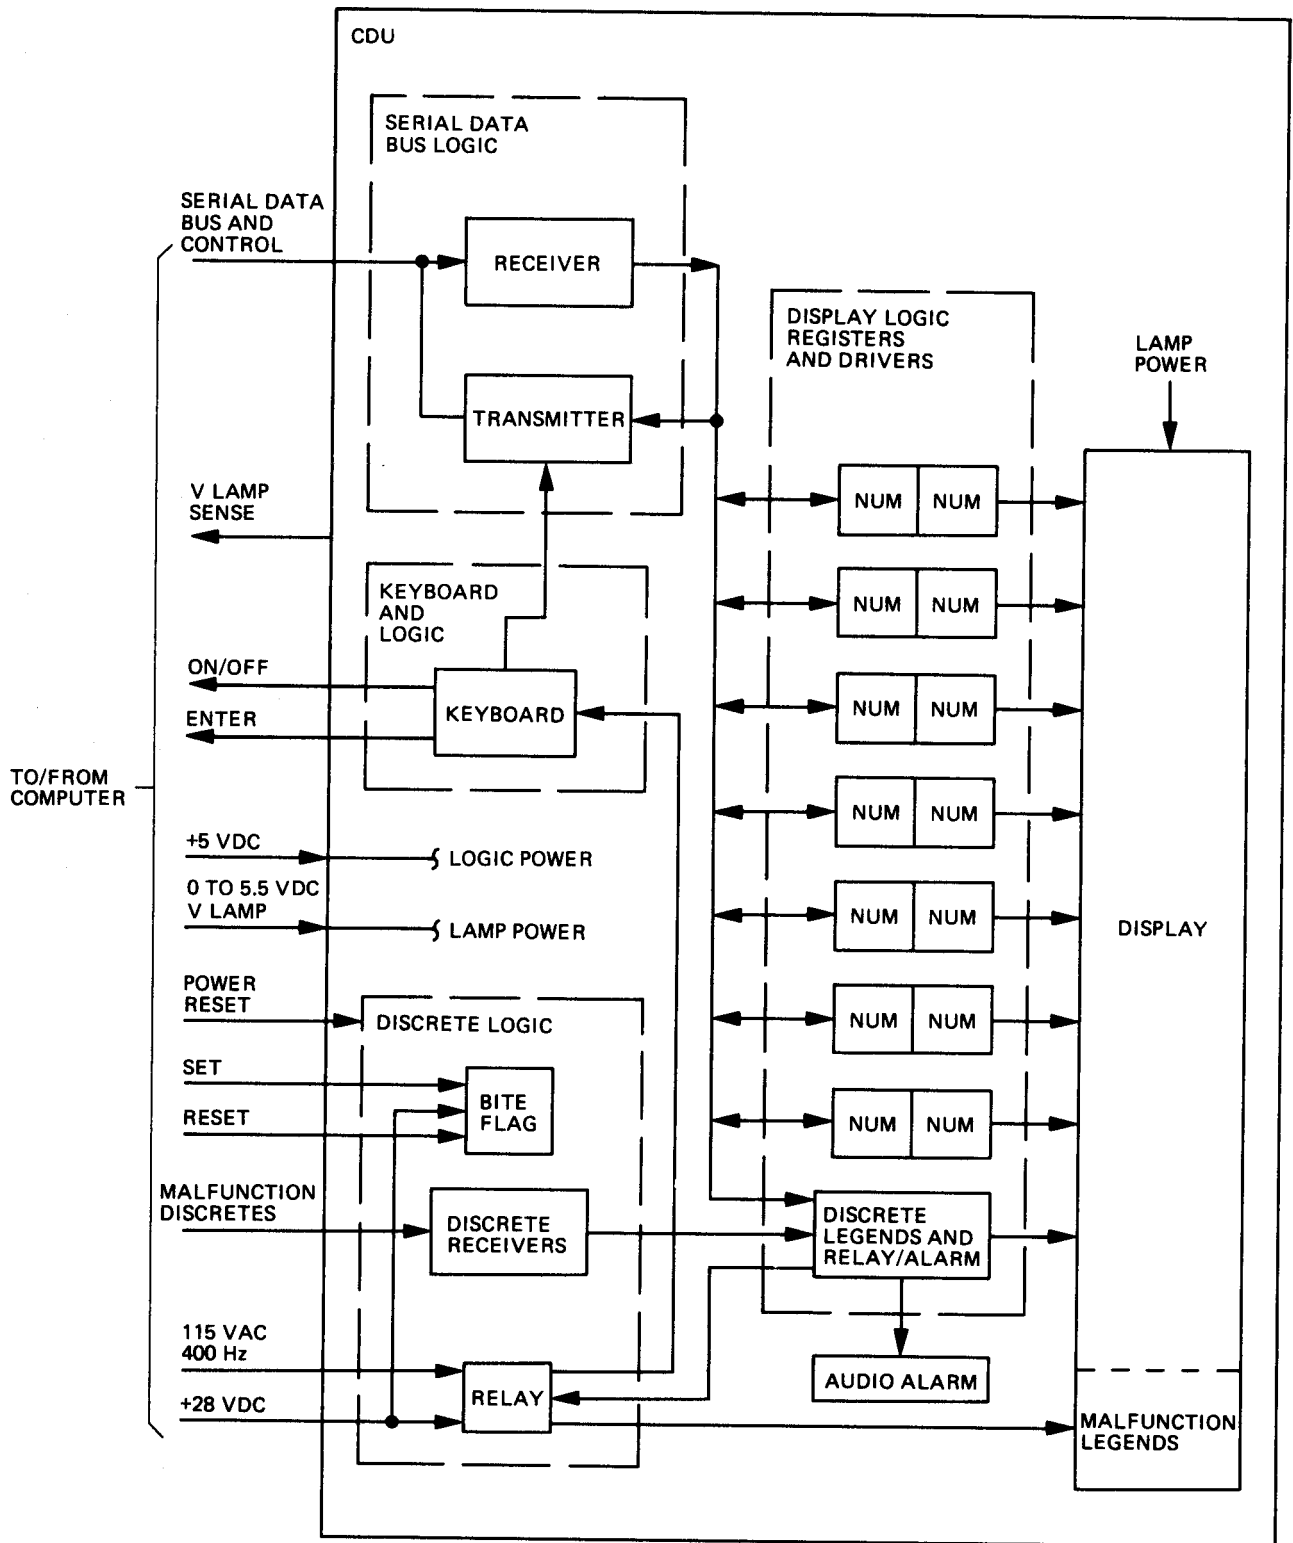 CDU
SERIAL DATA
BUS LOGIC
SERIAL DATA
BUS AND
CONTROL
RECEIVER
DISPLAY LOGIC
REGISTERS
AND DRIVERS
LAMP
POWER
TRANSMITTER
V LAMP
SENSE
NUM NUM
KEYBOARD
AND
LOGIC
NUM NUM
ON/OFF
KEYBOARD
NUM NUM
ENTER
TO/FROM
COMPUTER
NUM NUM
+5 VDC
LOGIC POWER
0 TO 5.5 VDC
V LAMP
LAMP POWER
NUM NUM
DISPLAY
POWER
RESET
DISCRETE LOGIC
NUM NUM
SET
BITE
FLAG
RESET
NUM NUM
MALFUNCTION
DISCRETES
DISCRETE
RECEIVERS
DISCRETE
LEGENDS AND
RELAY/ALARM
115 VAC
400 Hz
RELAY
AUDIO ALARM
+28 VDC
MALFUNCTION
LEGENDS